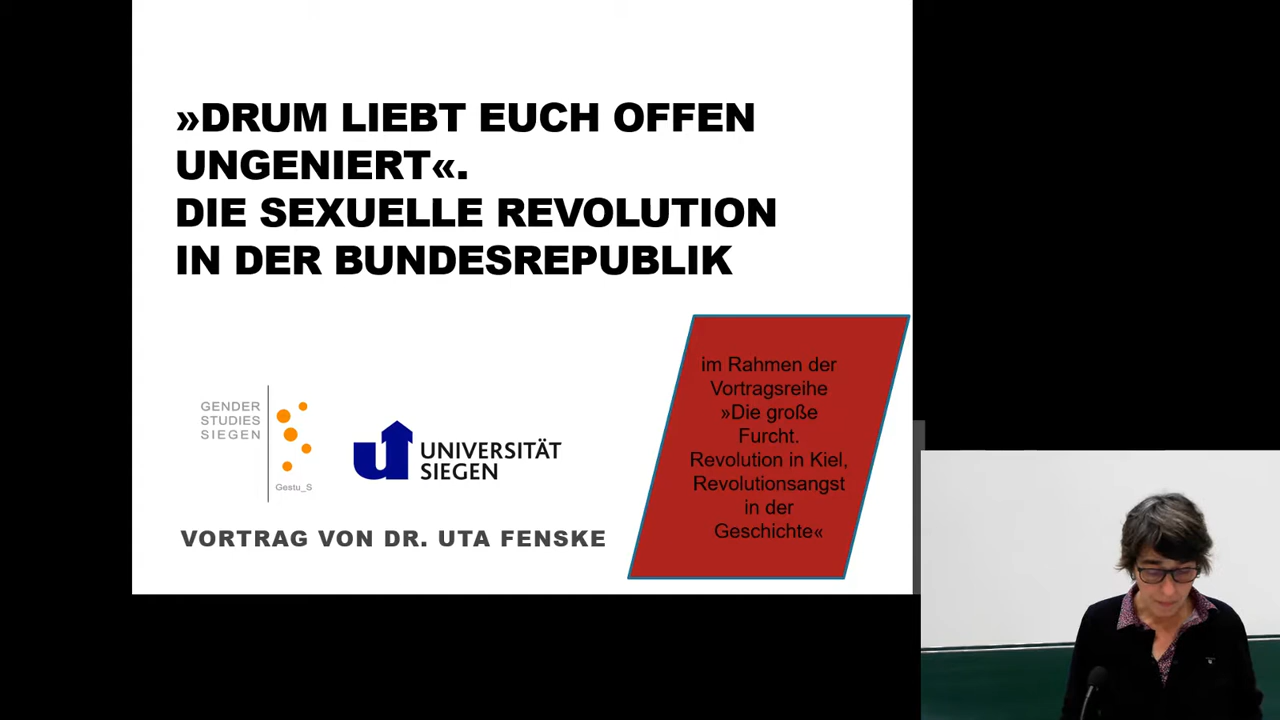 »DRUM LIEBT EUCH OFFEN
UNGENIERT«.
DIE SEXUELLE REVOLUTION
IN DER BUNDESREPUBLIK
im Rahmen der
Vortragsreihe
»Die große
Furcht.
Revolution in Kiel,
Revolutionsangst
in der
Geschichte«
GENDER
STUDIES
SIEGEN
Gestu_S
UNIVERSITÄT
SIEGEN
VORTRAG VON DR. UTA FENSKE